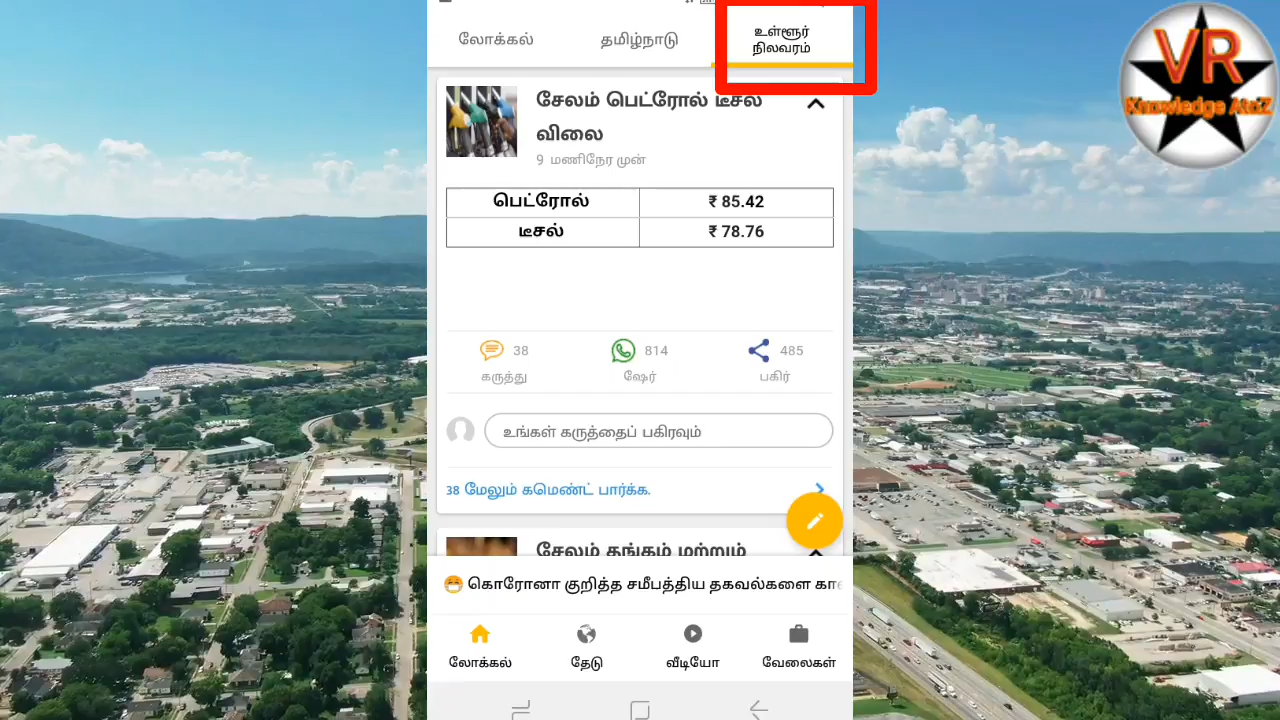 லோக்கல்
தமிழ்நாடு
உள்ளூர்
நிலவரம்
VR
Knowledge AtoZ
சேலம் பெட்ரோல் டீசல்
விலை
9 மணிநேர முன்
பெட்ரோல் ₹ 85.42
டீசல் ₹ 78.76
38 814 485
கருத்து ஷேர் பகிர்
உங்கள் கருத்தைப் பகிரவும்
38 மேலும் கமெண்ட் பார்க்க.
சேலம் தங்கம் மற்றும்
கொரோனா குறித்த சமீபத்திய தகவல்களை
லோக்கல் தேடு வீடியோ வேலைகள்